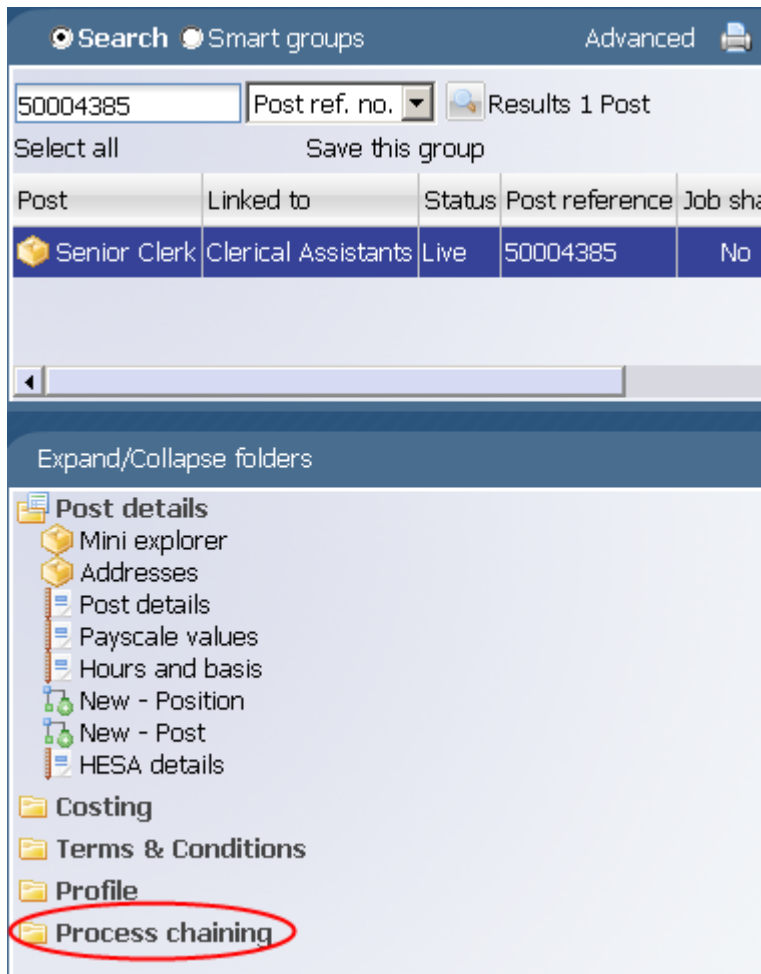 Search Smart groups Advanced
50004385 Post ref. no. Results 1 Post
Select all Save this group
Post Linked to Status Post reference Job sha
Senior Clerk Clerical Assistants Live 50004385 No
Expand/Collapse folders
Post details
Mini explorer
Addresses
Post details
Payscale values
Hours and basis
New - Position
New - Post
HESA details
Costing
Terms & Conditions
Profile
Process chaining